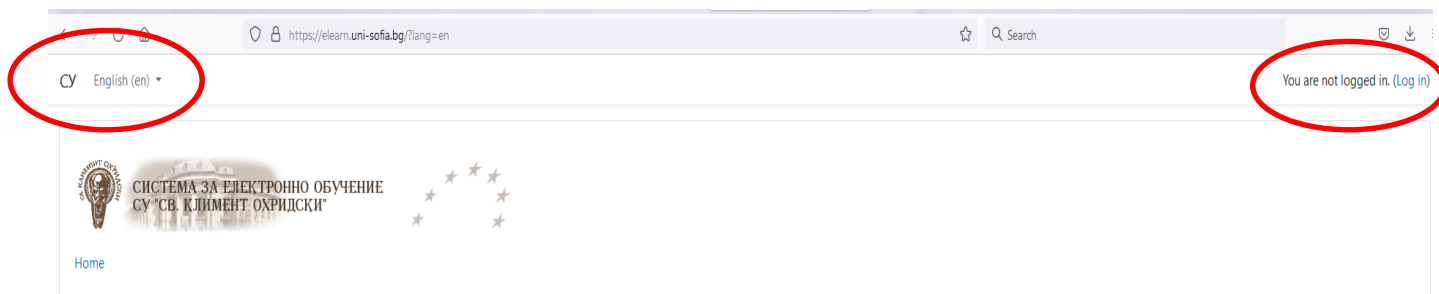 https://elearn.uni-sofia.bg/?lang=en
Search
СУ English (en)
You are not logged in. (Log in)
СИСТЕМА ЗА ЕЛЕКТРОННО ОБУЧЕНИЕ
СУ "СВ. КЛИМЕНТ ОХРИДСКИ"
Home